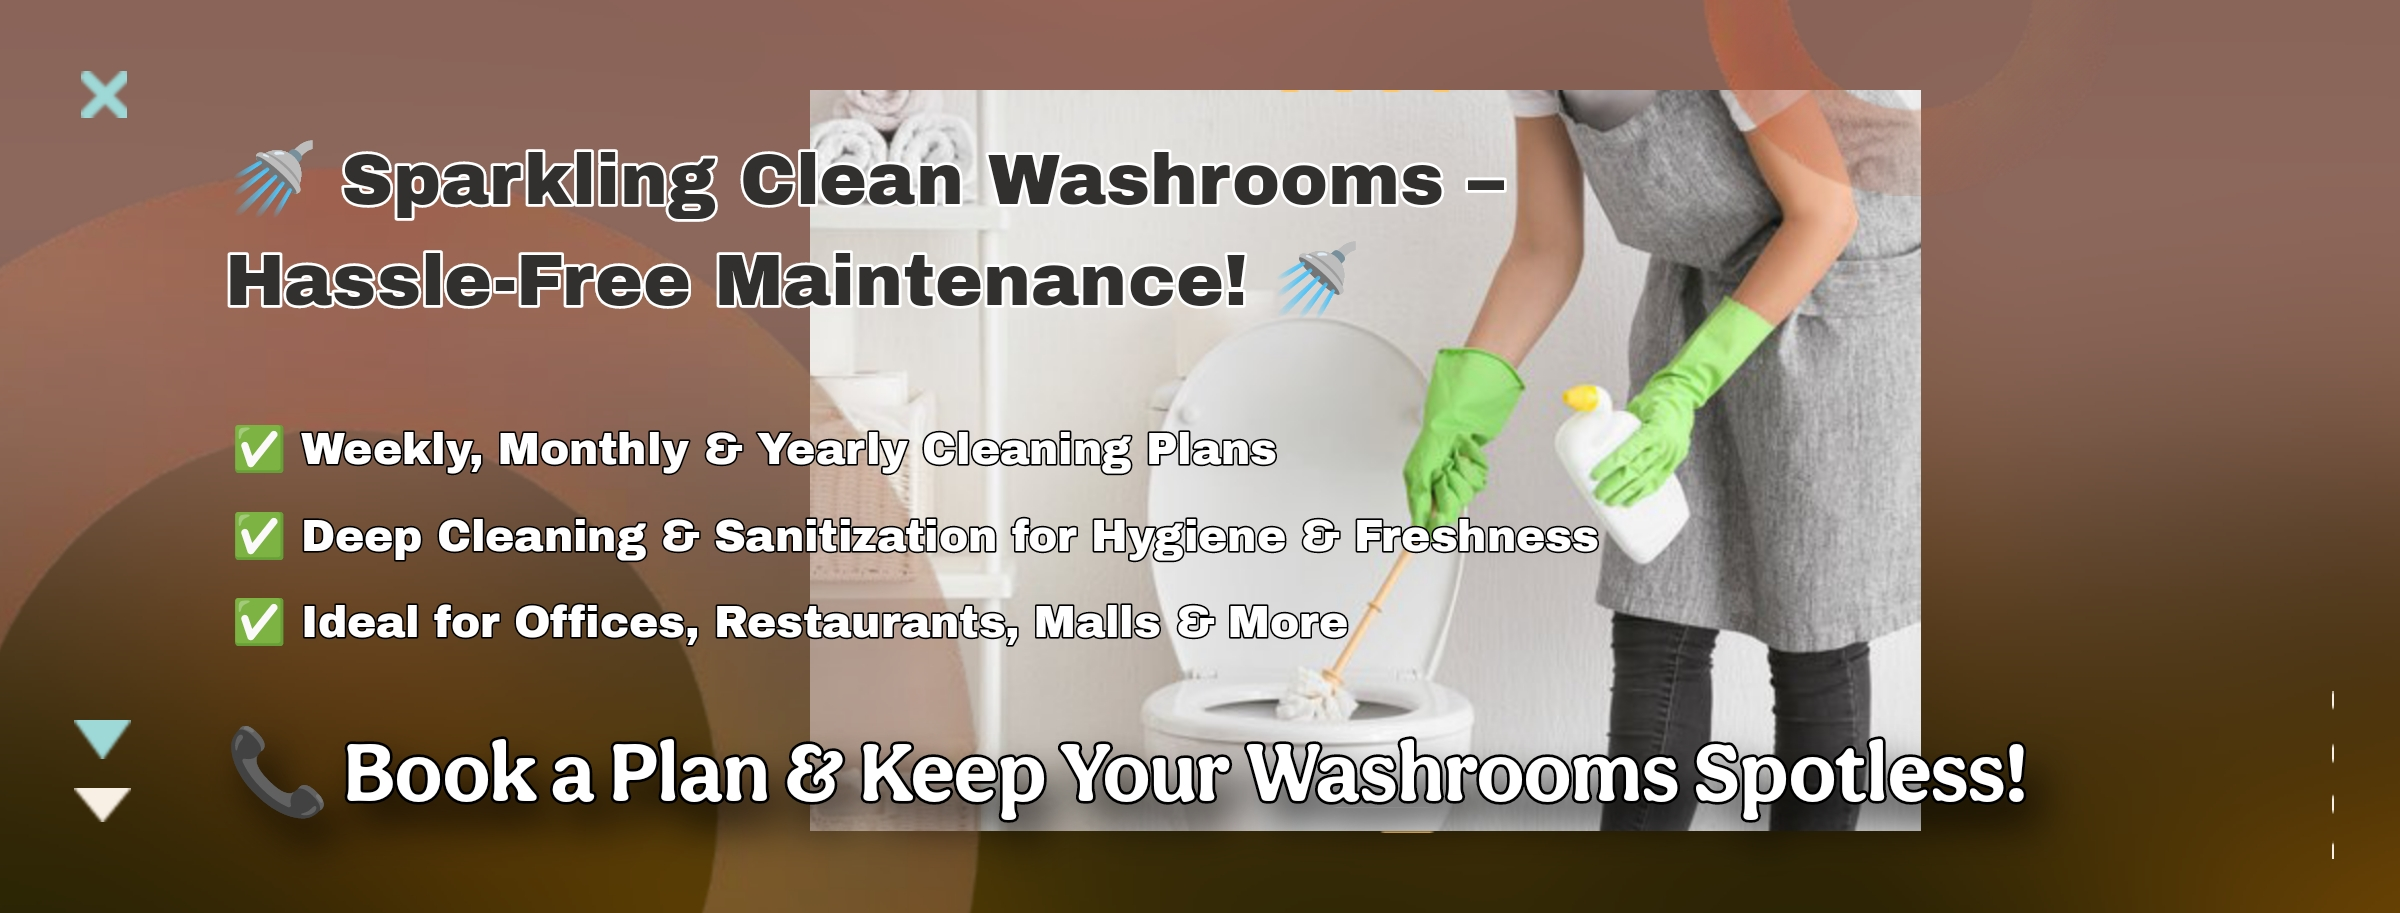 🚿 Sparkling Clean Washrooms –
Hassle-Free Maintenance! 🚿
✅ Weekly, Monthly & Yearly Cleaning Plans
✅ Deep Cleaning & Sanitization for Hygiene & Freshness
✅ Ideal for Offices, Restaurants, Malls & More
📞 Book a Plan & Keep Your Washrooms Spotless!